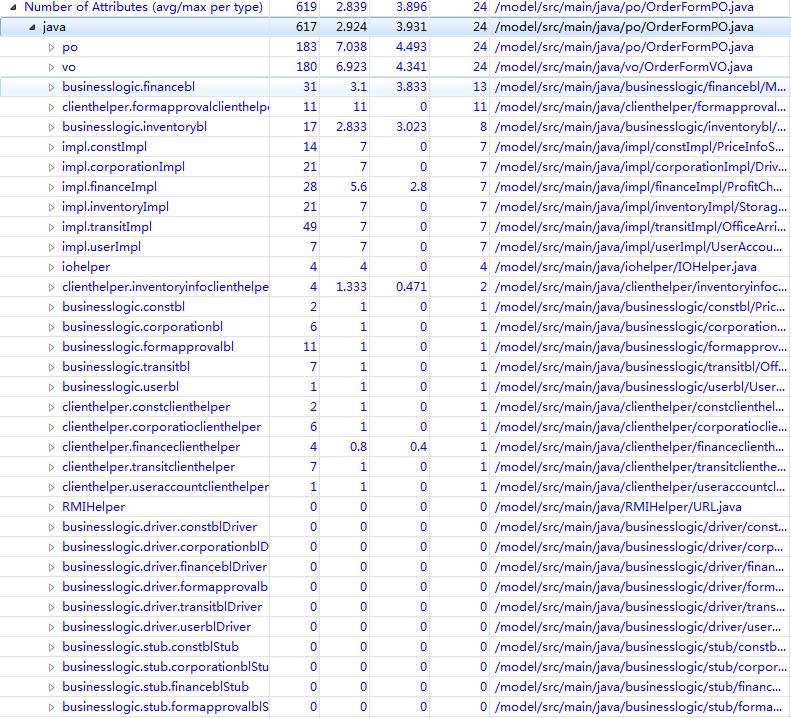 Number of Attributes (avg/max per type) 619 2.839 3.896 24 /model/src/main/java/po/OrderFormPO.java
java 617 2.924 3.931 24 /model/src/main/java/po/OrderFormPO.java
po 183 7.038 4.493 24 /model/src/main/java/po/OrderFormPO.java
vo 180 6.923 4.341 24 /model/src/main/java/vo/OrderFormVO.java
businesslogic.financebl 31 3.1 3.833 13 /model/src/main/java/businesslogic/financebl/M...
clienthelper.formapprovalclienthelpe 11 11 0 11 /model/src/main/java/clienthelper/formapproval...
businesslogic.inventorybl 17 2.833 3.023 8 /model/src/main/java/businesslogic/inventorybl/...
impl.constImpl 14 7 0 7 /model/src/main/java/impl/constImpl/PriceInfoS...
impl.corporationImpl 21 7 0 7 /model/src/main/java/impl/corporationImpl/Driv...
impl.financeImpl 28 5.6 2.8 7 /model/src/main/java/impl/financeImpl/ProfitCh...
impl.inventoryImpl 21 7 0 7 /model/src/main/java/impl/inventoryImpl/Storag...
impl.transitImpl 49 7 0 7 /model/src/main/java/impl/transitImpl/OfficeArri...
impl.userImpl 7 7 0 7 /model/src/main/java/impl/userImpl/UserAccou...
iohelper 4 4 0 4 /model/src/main/java/iohelper/IOHelper.java
clienthelper.inventoryinfoclienthelpe 4 1.333 0.471 2 /model/src/main/java/clienthelper/inventoryinfoc...
businesslogic.constbl 2 1 0 1 /model/src/main/java/businesslogic/constbl/Pric...
businesslogic.corporationbl 6 1 0 1 /model/src/main/java/businesslogic/corporation...
businesslogic.formapprovalbl 11 1 0 1 /model/src/main/java/businesslogic/formapprov...
businesslogic.transitbl 7 1 0 1 /model/src/main/java/businesslogic/transitbl/Off...
businesslogic.userbl 1 1 0 1 /model/src/main/java/businesslogic/userbl/User...
clienthelper.constclienthelper 2 1 0 1 /model/src/main/java/clienthelper/constclienthel...
clienthelper.corporatioclienthelper 6 1 0 1 /model/src/main/java/clienthelper/corporatioclie...
clienthelper.financeclienthelper 4 0.8 0.4 1 /model/src/main/java/clienthelper/financeclienth...
clienthelper.transitclienthelper 7 1 0 1 /model/src/main/java/clienthelper/transitclienthe...
clienthelper.useraccountclienthelper 1 1 0 1 /model/src/main/java/clienthelper/useraccountcl...
RMIHelper 0 0 0 0 /model/src/main/java/RMIHelper/URL.java
businesslogic.driver.constblDriver 0 0 0 0 /model/src/main/java/businesslogic/driver/const...
businesslogic.driver.corporationblD 0 0 0 0 /model/src/main/java/businesslogic/driver/corp...
businesslogic.driver.financeblDriver 0 0 0 0 /model/src/main/java/businesslogic/driver/finan...
businesslogic.driver.formapprovalb 0 0 0 0 /model/src/main/java/businesslogic/driver/form...
businesslogic.driver.transitblDriver 0 0 0 0 /model/src/main/java/businesslogic/driver/trans...
businesslogic.driver.userblDriver 0 0 0 0 /model/src/main/java/businesslogic/driver/user...
businesslogic.stub.constblStub 0 0 0 0 /model/src/main/java/businesslogic/stub/constb...
businesslogic.stub.corporationblStu 0 0 0 0 /model/src/main/java/businesslogic/stub/corpor...
businesslogic.stub.financeblStub 0 0 0 0 /model/src/main/java/businesslogic/stub/financ...
businesslogic.stub.formapprovalblS 0 0 0 0 /model/src/main/java/businesslogic/stub/forma...